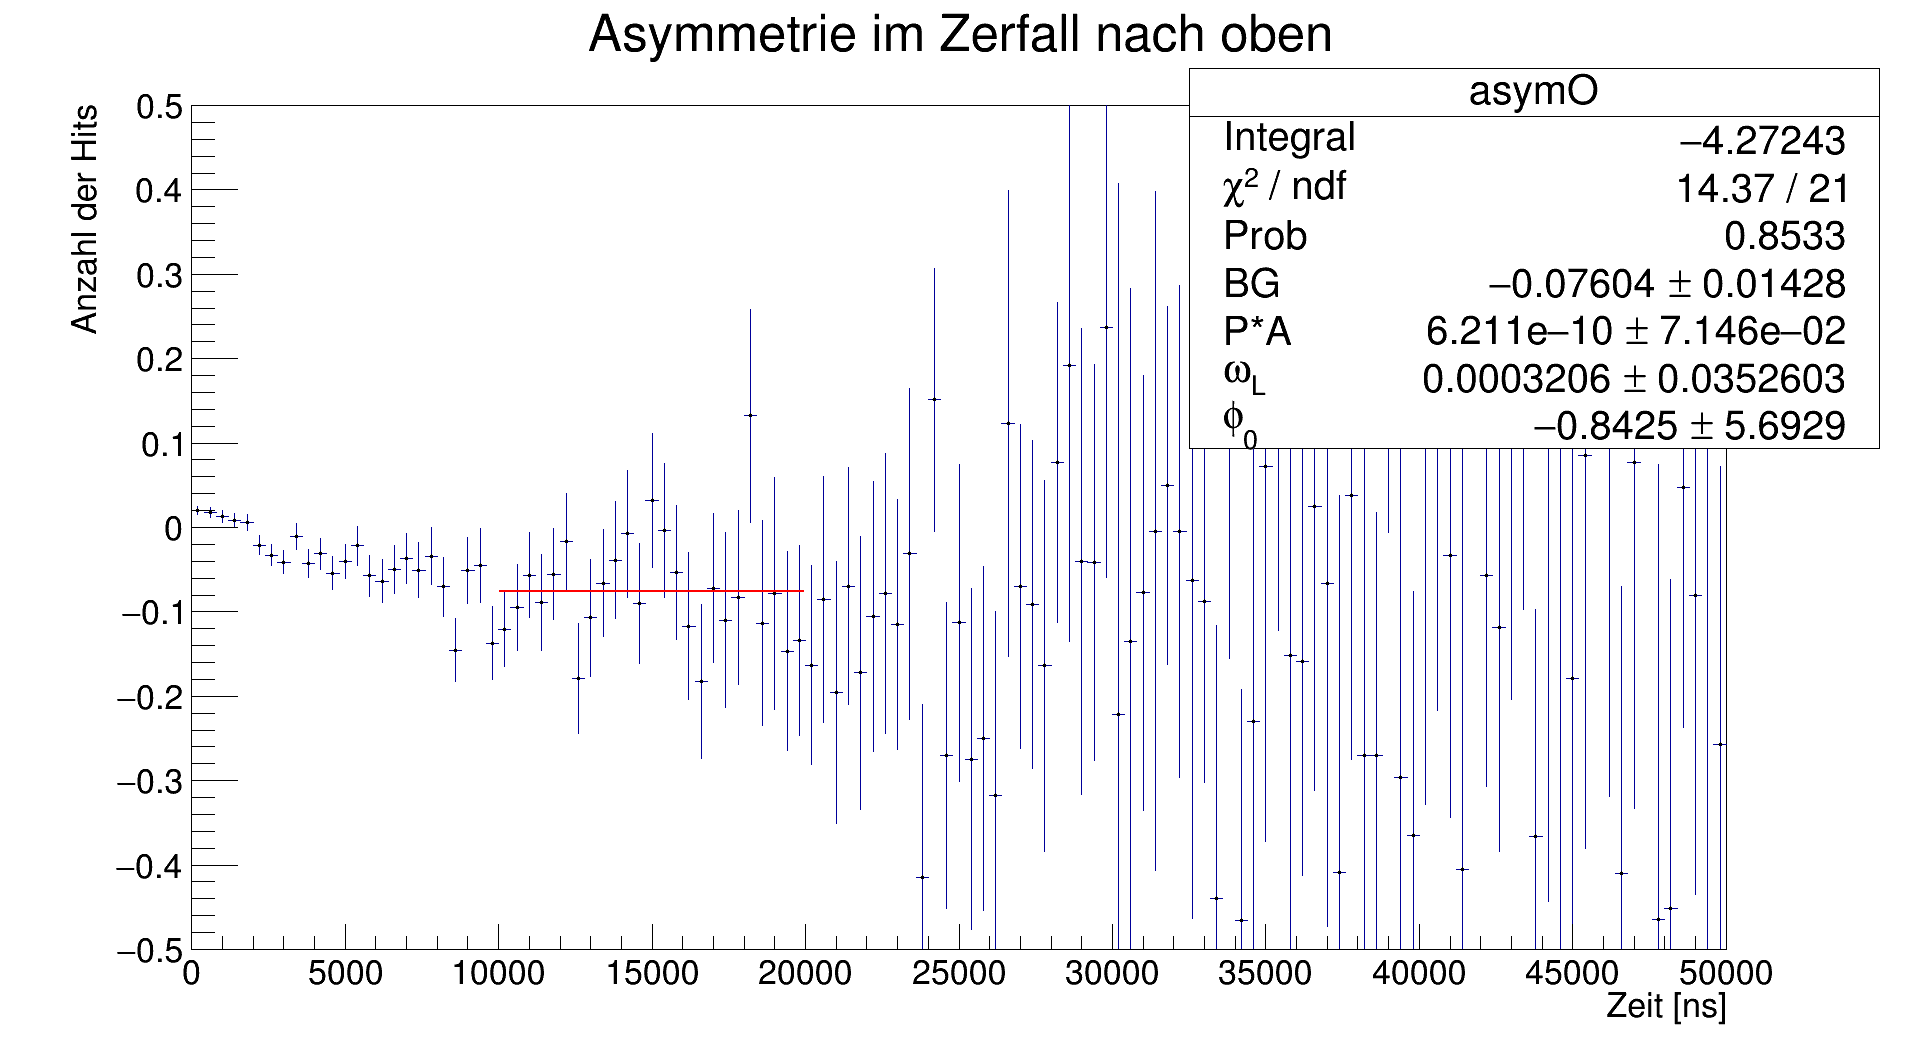 Asymmetrie im Zerfall nach oben
Anzahl der Hits
asymO
Integral −4.27243
χ² / ndf 14.37 / 21
Prob 0.8533
BG −0.07604 ± 0.01428
P*A 6.211e−10 ± 7.146e−02
ω_L 0.0003206 ± 0.0352603
ϕ_0 −0.8425 ± 5.6929
0.5
0.4
0.3
0.2
0.1
0
−0.1
−0.2
−0.3
−0.4
−0.5
0 5000 10000 15000 20000 25000 30000 35000 40000 45000 50000
Zeit [ns]